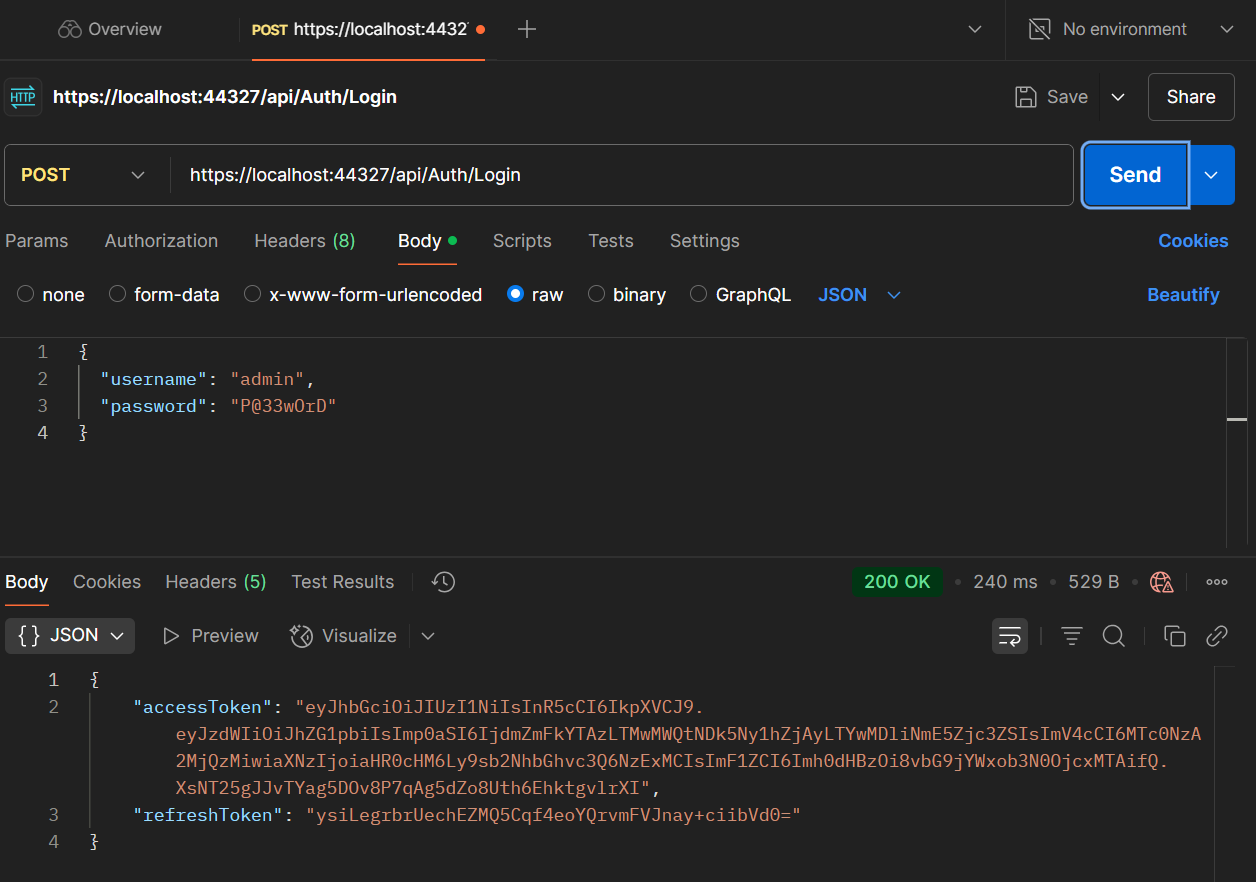 Overview
POST https://localhost:4432
No environment
HTTP https://localhost:44327/api/Auth/Login
Save
Share
POST
https://localhost:44327/api/Auth/Login
Send
Params Authorization Headers (8) Body Scripts Tests Settings Cookies
none form-data x-www-form-urlencoded raw binary GraphQL JSON Beautify
1 {
2 "username": "admin",
3 "password": "P@33wOrD"
4 }
Body Cookies Headers (5) Test Results 200 OK 240 ms 529 B
{} JSON Preview Visualize
1 {
2 "accessToken": "eyJhbGciOiJIUzI1NiIsInR5cCI6IkpXVCJ9.
eyJzdWIiOiJhZG1pbiIsImp0aSI6IjdmZmFkYTAzLTMwMWQtNDk5Ny1hZjAyLTYwMDliNmE5Zjc3ZSIsImV4cCI6MTc0NzA
2MjQzMiwiaXNzIjoiaHR0cHM6Ly9sb2NhbGhvc3Q6NzExMCIsImF1ZCI6Imh0dHBzOi8vbG9jYWxob3N0OjcxMTAifQ.
XsNT25gJJvTYag5DOv8P7qAg5dZo8Uth6EhktgvlrXI",
3 "refreshToken": "ysiLegrbrUechEZMQ5Cqf4eoYQrvmFVJnay+ciibVd0="
4 }